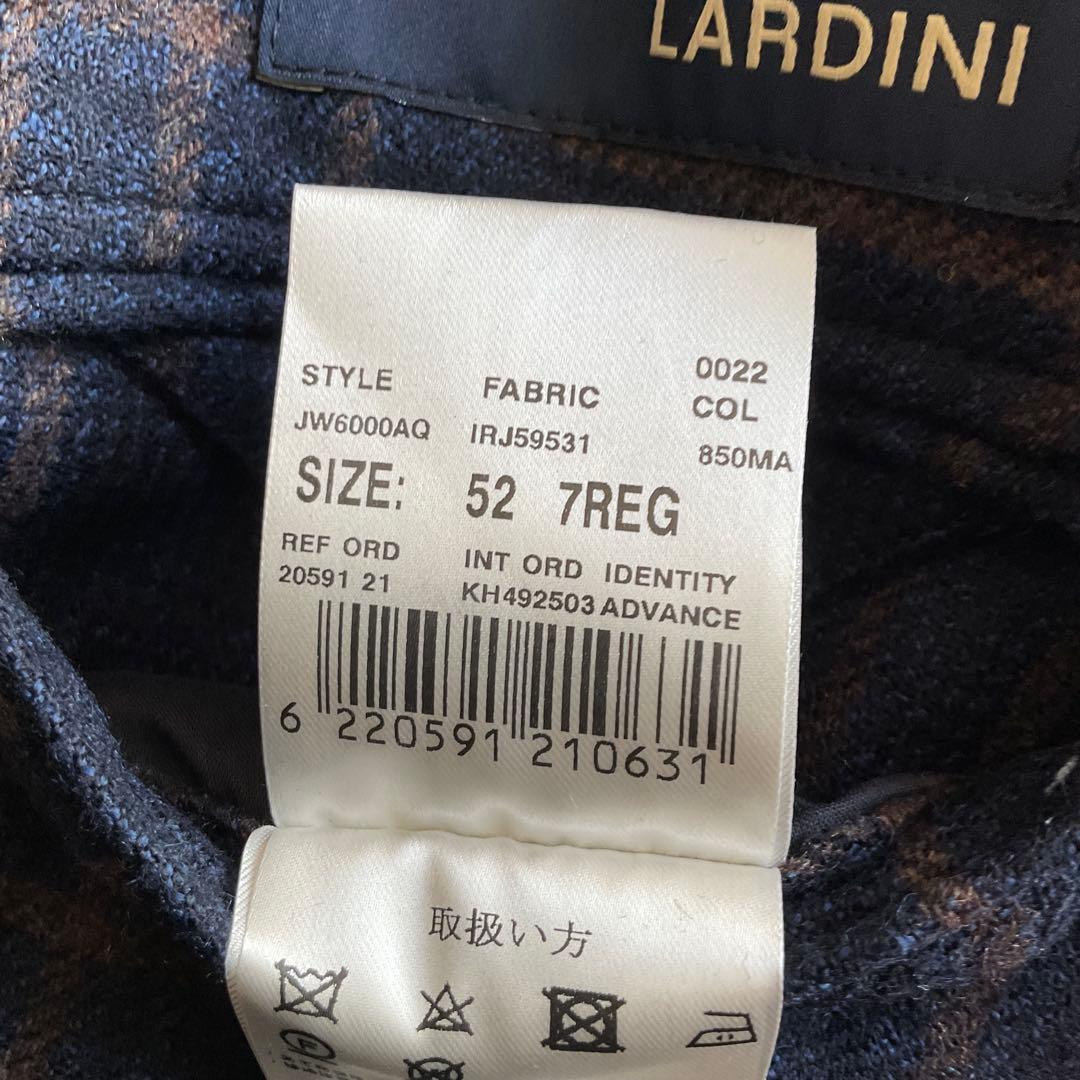 LARDINI
STYLE FABRIC 0022 COL
JW6000AQ IRJ59531 850MA
SIZE: 52 7REG
REF ORD INT ORD IDENTITY
20591 21 KH492503 ADVANCE
6 220591 210631
取扱い方
F